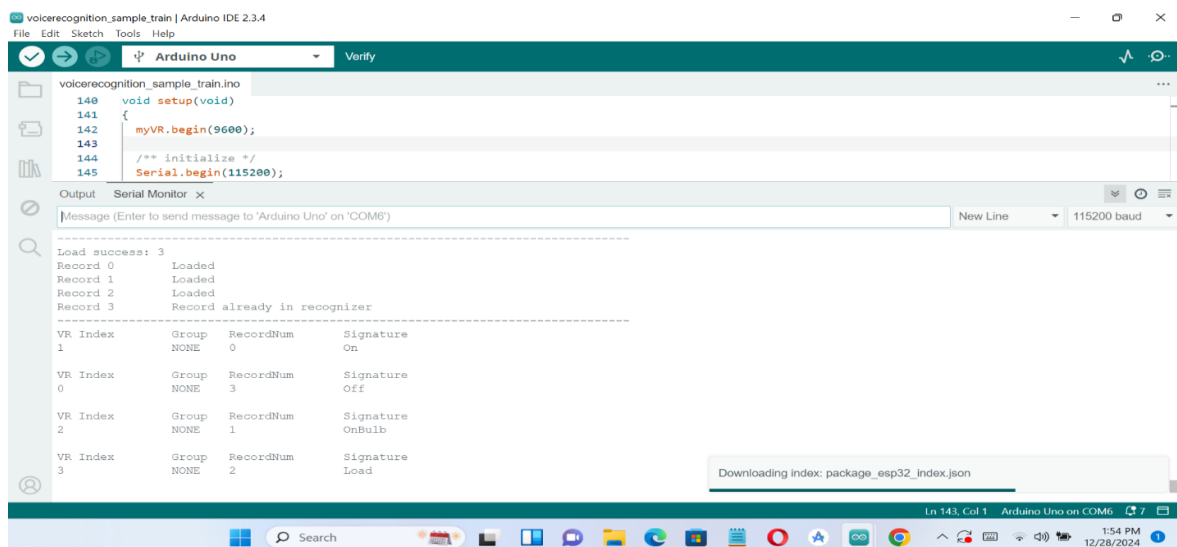 voicerecognition_sample_train | Arduino IDE 2.3.4
File Edit Sketch Tools Help
Arduino Uno Verify
voicerecognition_sample_train.ino
140 void setup(void)
141 {
142 myVR.begin(9600);
143
144 /** initialize */
145 Serial.begin(115200);
Output Serial Monitor
Message (Enter to send message to 'Arduino Uno' on 'COM6') New Line 115200 baud
--------------------------------------------------------------------------------
Load success: 3
Record 0 Loaded
Record 1 Loaded
Record 2 Loaded
Record 3 Record already in recognizer
--------------------------------------------------------------------------------
VR Index Group RecordNum Signature
1 NONE 0 On
VR Index Group RecordNum Signature
0 NONE 3 Off
VR Index Group RecordNum Signature
2 NONE 1 OnBulb
VR Index Group RecordNum Signature
3 NONE 2 Load
Downloading index: package_esp32_index.json
Ln 143, Col 1 Arduino Uno on COM6 7
Search
1:54 PM
12/28/2024 1